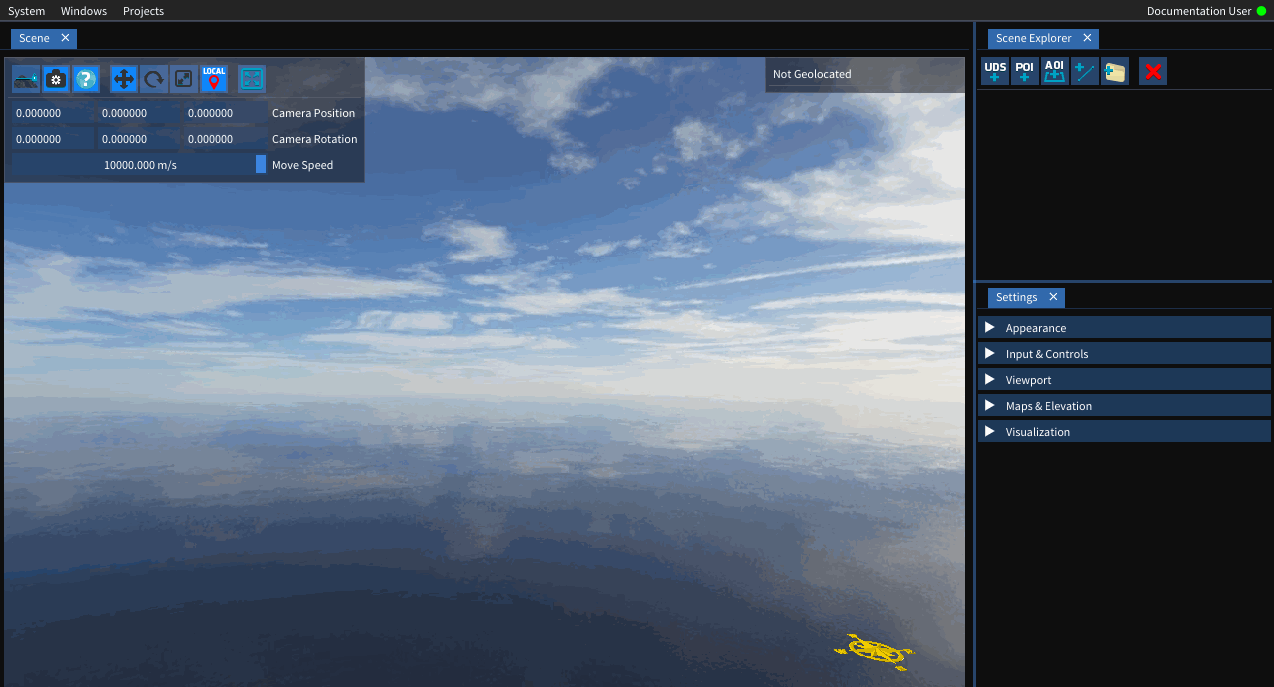 System Windows Projects Documentation User
Scene
Scene Explorer
LOCAL
Not Geolocated
UDS POI AOI
0.000000 0.000000 0.000000 Camera Position
0.000000 0.000000 0.000000 Camera Rotation
10000.000 m/s Move Speed
Settings
Appearance
Input & Controls
Viewport
Maps & Elevation
Visualization